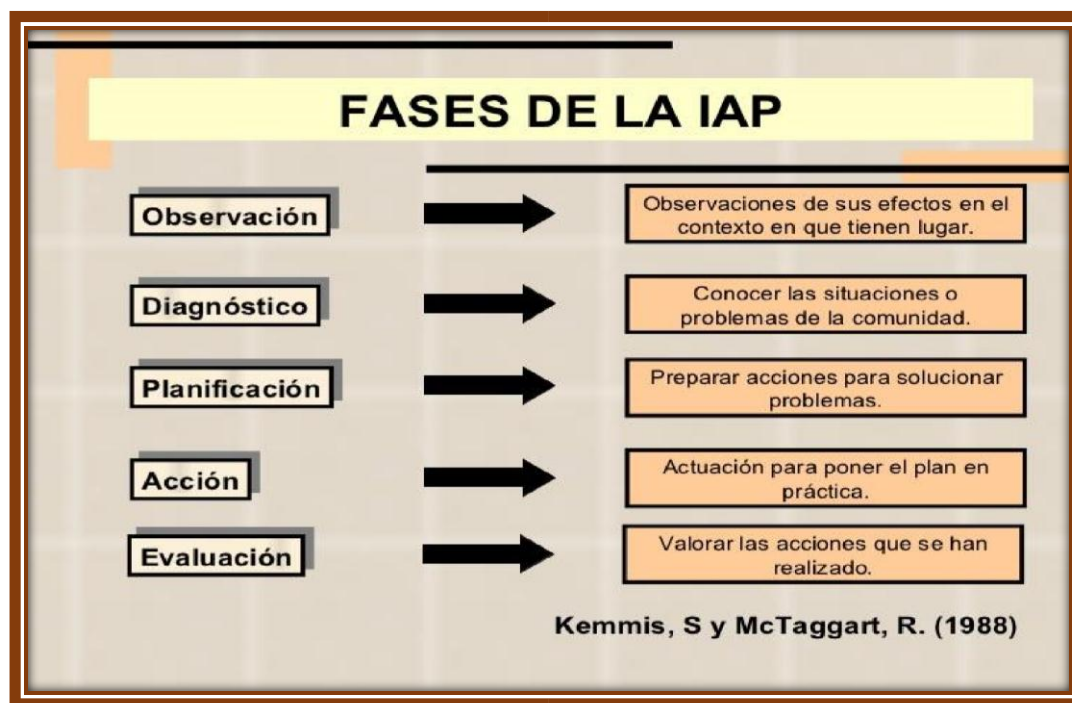 FASES DE LA IAP
Observación
Observaciones de sus efectos en el
contexto en que tienen lugar.
Diagnóstico
Conocer las situaciones o
problemas de la comunidad.
Planificación
Preparar acciones para solucionar
problemas.
Acción
Actuación para poner el plan en
práctica.
Evaluación
Valorar las acciones que se han
realizado.
Kemmis, S y McTaggart, R. (1988)